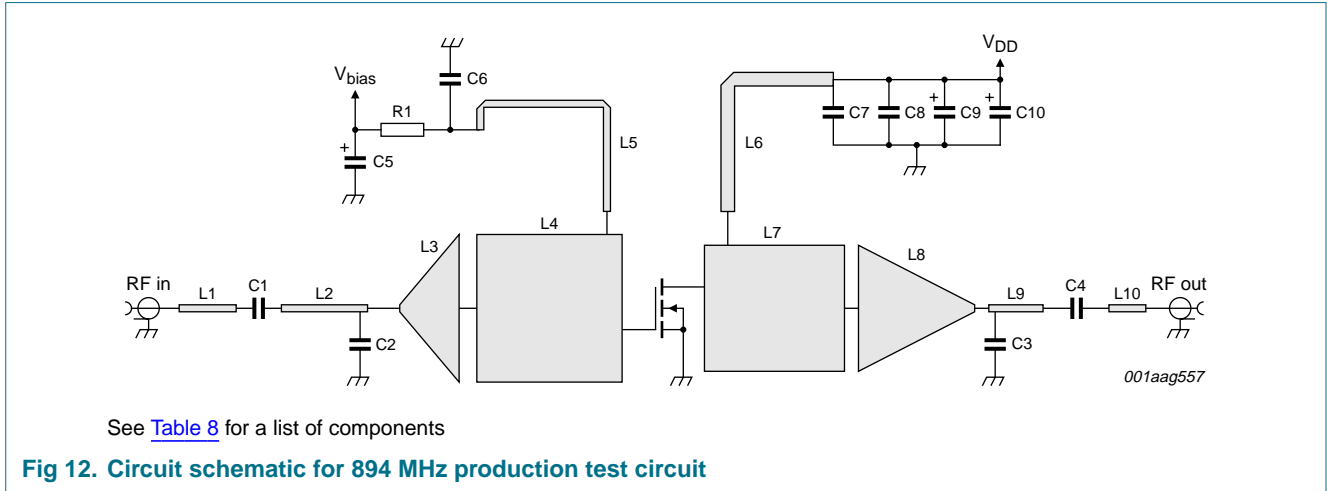 V_DD
V_bias
C6
R1
C7
C8
+
C9
+
C10
+
C5
L5
L6
L4
L7
L3
L8
RF in
C1
L1
L2
L9
C4
L10
RF out
C2
C3
001aag557
See Table 8 for a list of components
Fig 12. Circuit schematic for 894 MHz production test circuit